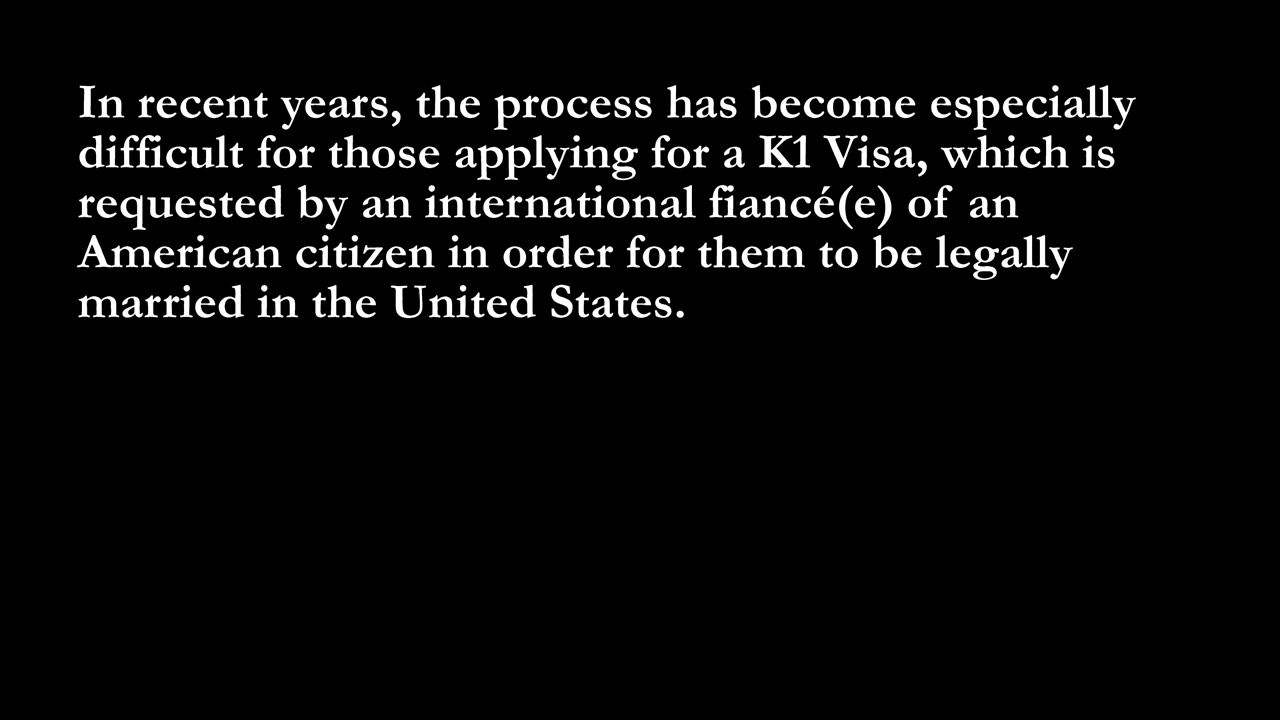 In recent years, the process has become especially
difficult for those applying for a K1 Visa, which is
requested by an international fiancé(e) of an
American citizen in order for them to be legally
married in the United States.